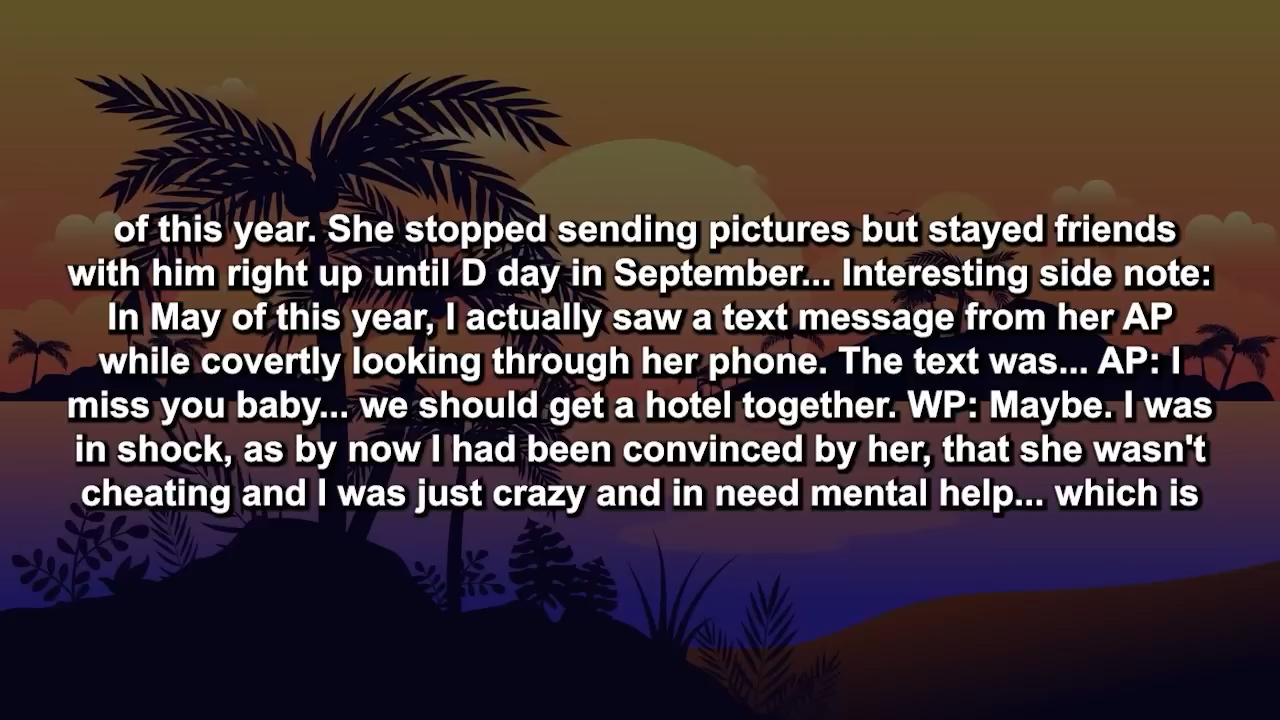 of this year. She stopped sending pictures but stayed friends
with him right up until D day in September... Interesting side note:
In May of this year, I actually saw a text message from her AP
while covertly looking through her phone. The text was... AP: I
miss you baby... we should get a hotel together. WP: Maybe. I was
in shock, as by now I had been convinced by her, that she wasn't
cheating and I was just crazy and in need mental help... which is